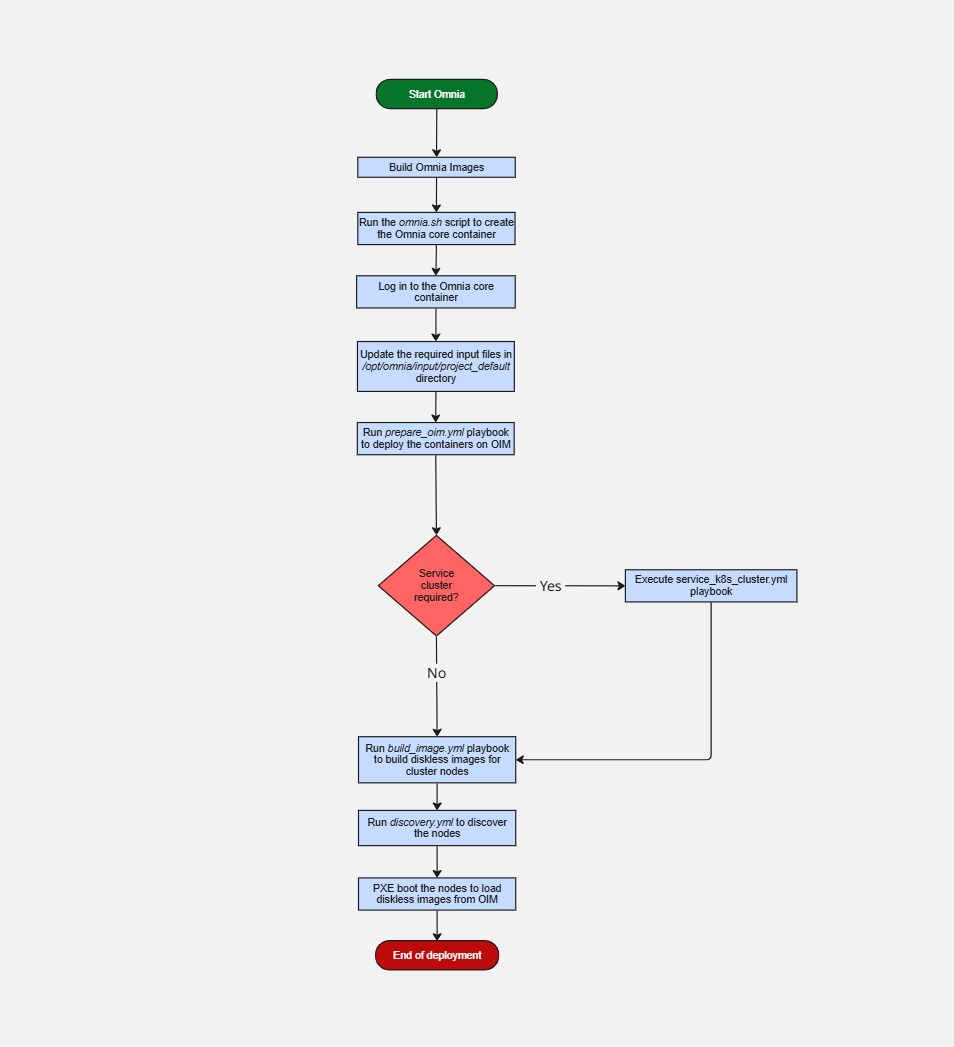 Start Omnia
Build Omnia Images
Run the omnia.sh script to create
the Omnia core container
Log in to the Omnia core
container
Update the required input files in
/opt/omnia/input/project_default
directory
Run prepare_oim.yml playbook
to deploy the containers on OIM
Service
cluster
required?
Yes
Execute service_k8s_cluster.yml
playbook
No
Run build_image.yml playbook
to build diskless images for
cluster nodes
Run discovery.yml to discover
the nodes
PXE boot the nodes to load
diskless images from OIM
End of deployment